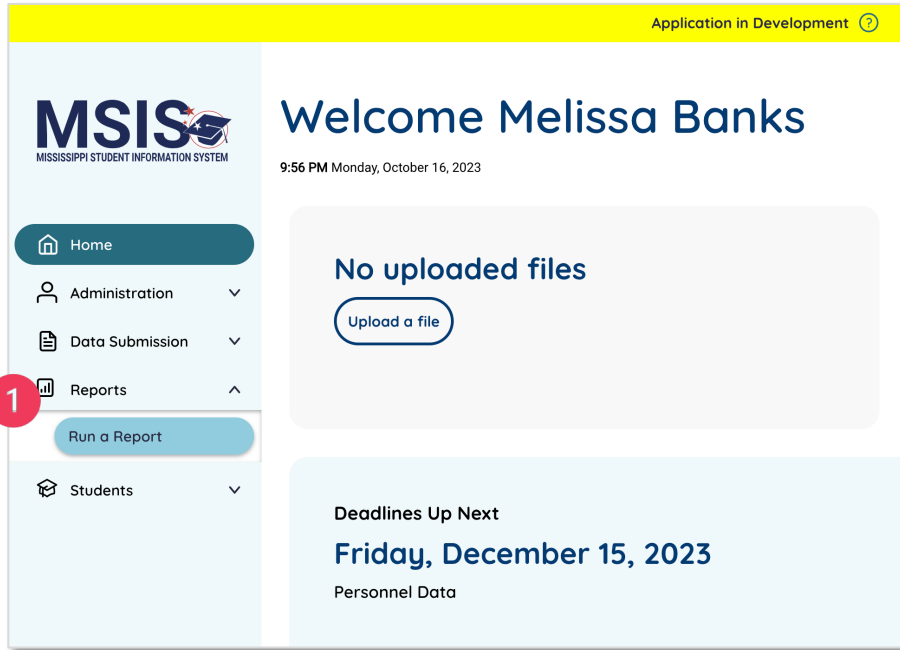 Application in Development ?
MSIS
MISSISSIPPI STUDENT INFORMATION SYSTEM
Welcome Melissa Banks
9:56 PM Monday, October 16, 2023
Home
Administration
Data Submission
1
Reports
Run a Report
Students
No uploaded files
Upload a file
Deadlines Up Next
Friday, December 15, 2023
Personnel Data